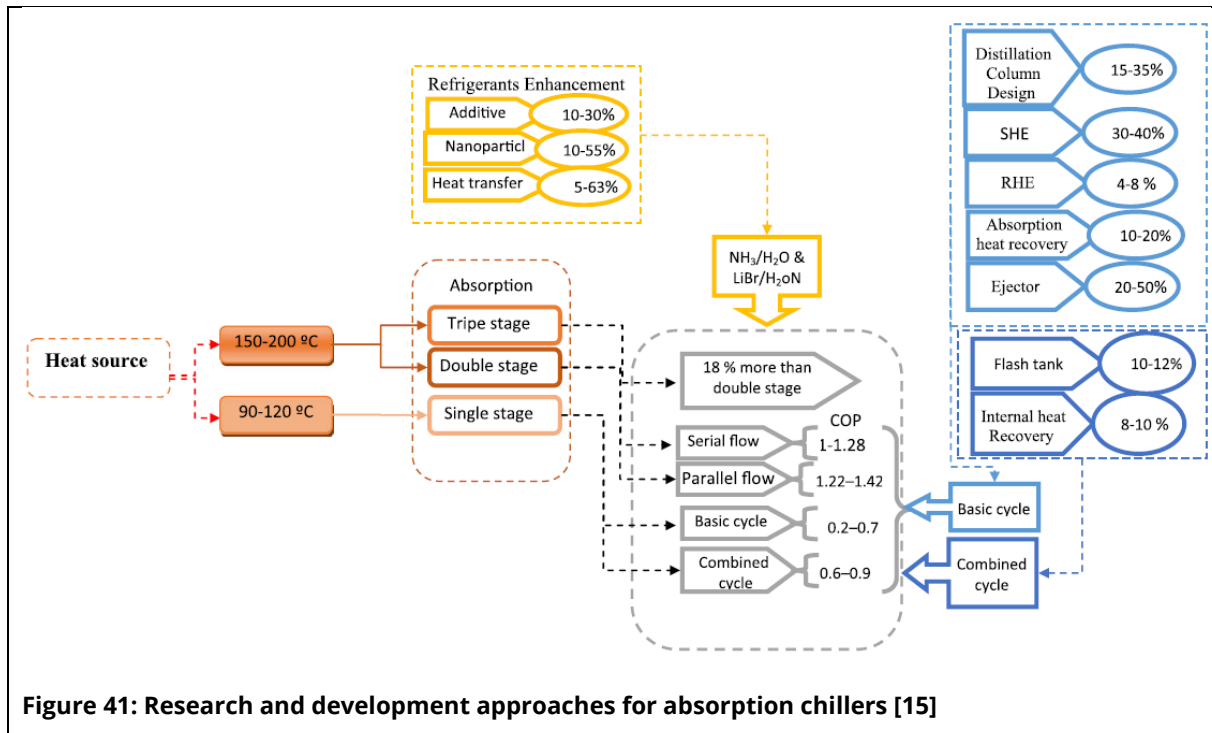 Refrigerants Enhancement
Additive
10-30%
Nanoparticl
10-55%
Heat transfer
5-63%
Distillation
Column
Design
15-35%
SHE
30-40%
RHE
4-8 %
Absorption
heat recovery
10-20%
Ejector
20-50%
NH₃/H₂O &
LiBr/H₂oN
Heat source
150-200 ºC
90-120 ºC
Absorption
Tripe stage
Double stage
Single stage
18 % more than
double stage
COP
Serial flow
1-1.28
Parallel flow
1.22–1.42
Basic cycle
0.2–0.7
Combined
cycle
0.6–0.9
Flash tank
10-12%
Internal heat
Recovery
8-10 %
Basic cycle
Combined
cycle
Figure 41: Research and development approaches for absorption chillers [15]